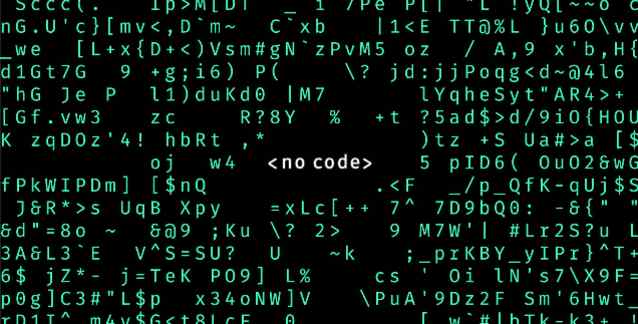 Sccc(. Ip>M[DT _ i /Pe P[| "L !yQ[~~o o
nG.U'c}[mv<,D`m~ C`xb |1<E TT@%L }u6O\vv
_we [L+x{D+<)Vsm#gN`zPvM5 oz / A,9 x'b,H{
d1Gt7G 9 +g;i6) P( \? jd:jjPoqg<d~@4l6
"hG Je P l1)duKd0 |M7 lYqheSyt"AR4>+
[Gf.vw3 zc R?8Y % +t ?5ad$>d/9iO{HOU
K zqDOz'4! hbRt ,* )tz +S Ua#>a [$
oj w4 <no code> 5 pID6( OuO2&wG
fPkWIPDm] [$nQ .<F _/p_QfK-qUj$S
J&R*>s UqB Xpy =xLc[++ 7^ 7D9bQ0: -&{" "
&d"=8o ~ &@9 ;Ku \? 2> 9 M7W'| #Lr2S?u L
3A&L3`E V^S=SU? U ~k ;_prKBY_yIPr}^T+
6$ jZ*- j=TeK PO9] L% cs ' Oi lN's7\X9F=
p0g]C3#"L$p x34oNW]V \PuA'9Dz2F Sm'6Hwt_